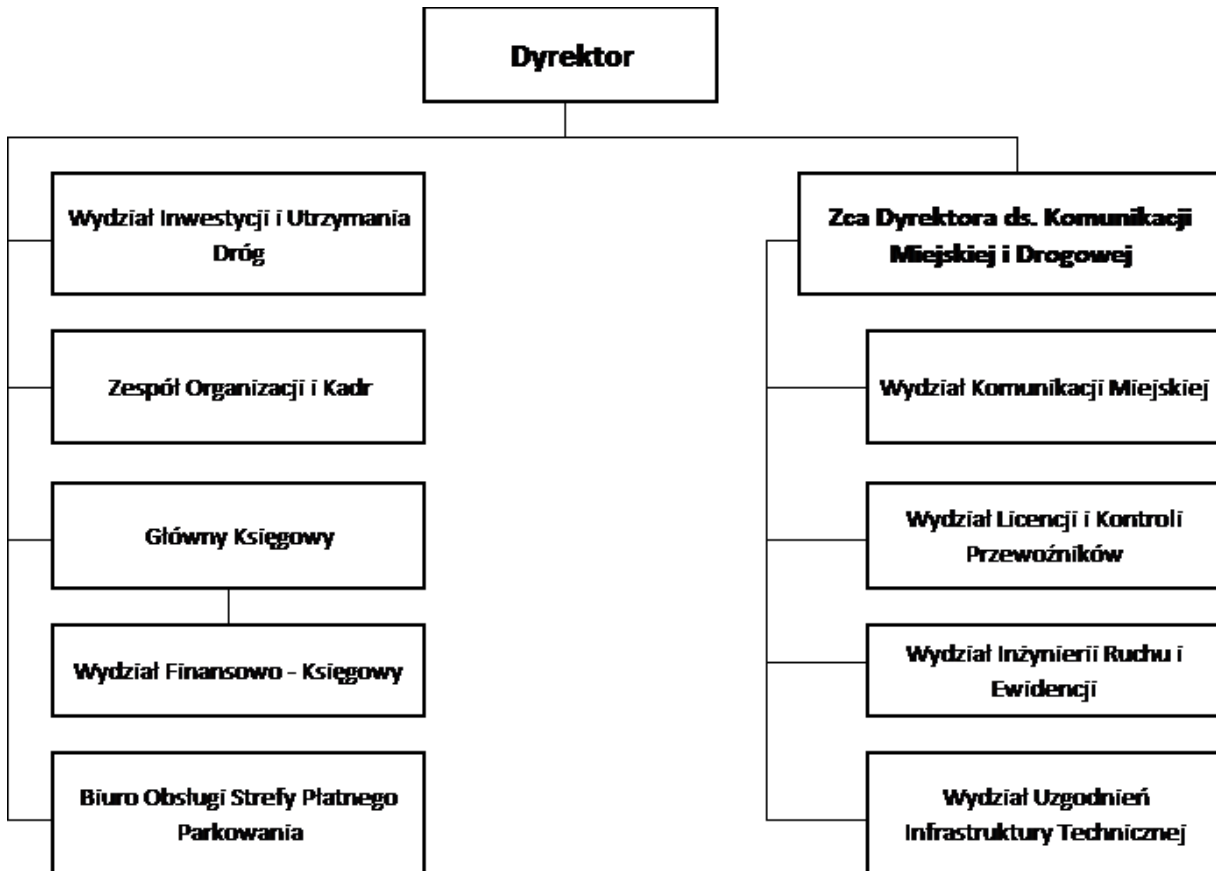 Dyrektor
Wydział Inwestycji i Utrzymania
Dróg
Zespół Organizacji i Kadr
Główny Księgowy
Wydział Finansowo - Księgowy
Biuro Obsługi Strefy Płatnego
Parkowania
Zca Dyrektora ds. Komunikacji
Miejskiej i Drogowej
Wydział Komunikacji Miejskiej
Wydział Licencji i Kontroli
Przewoźników
Wydział Inżynierii Ruchu i
Ewidencji
Wydział Uzgodnień
Infrastruktury Technicznej